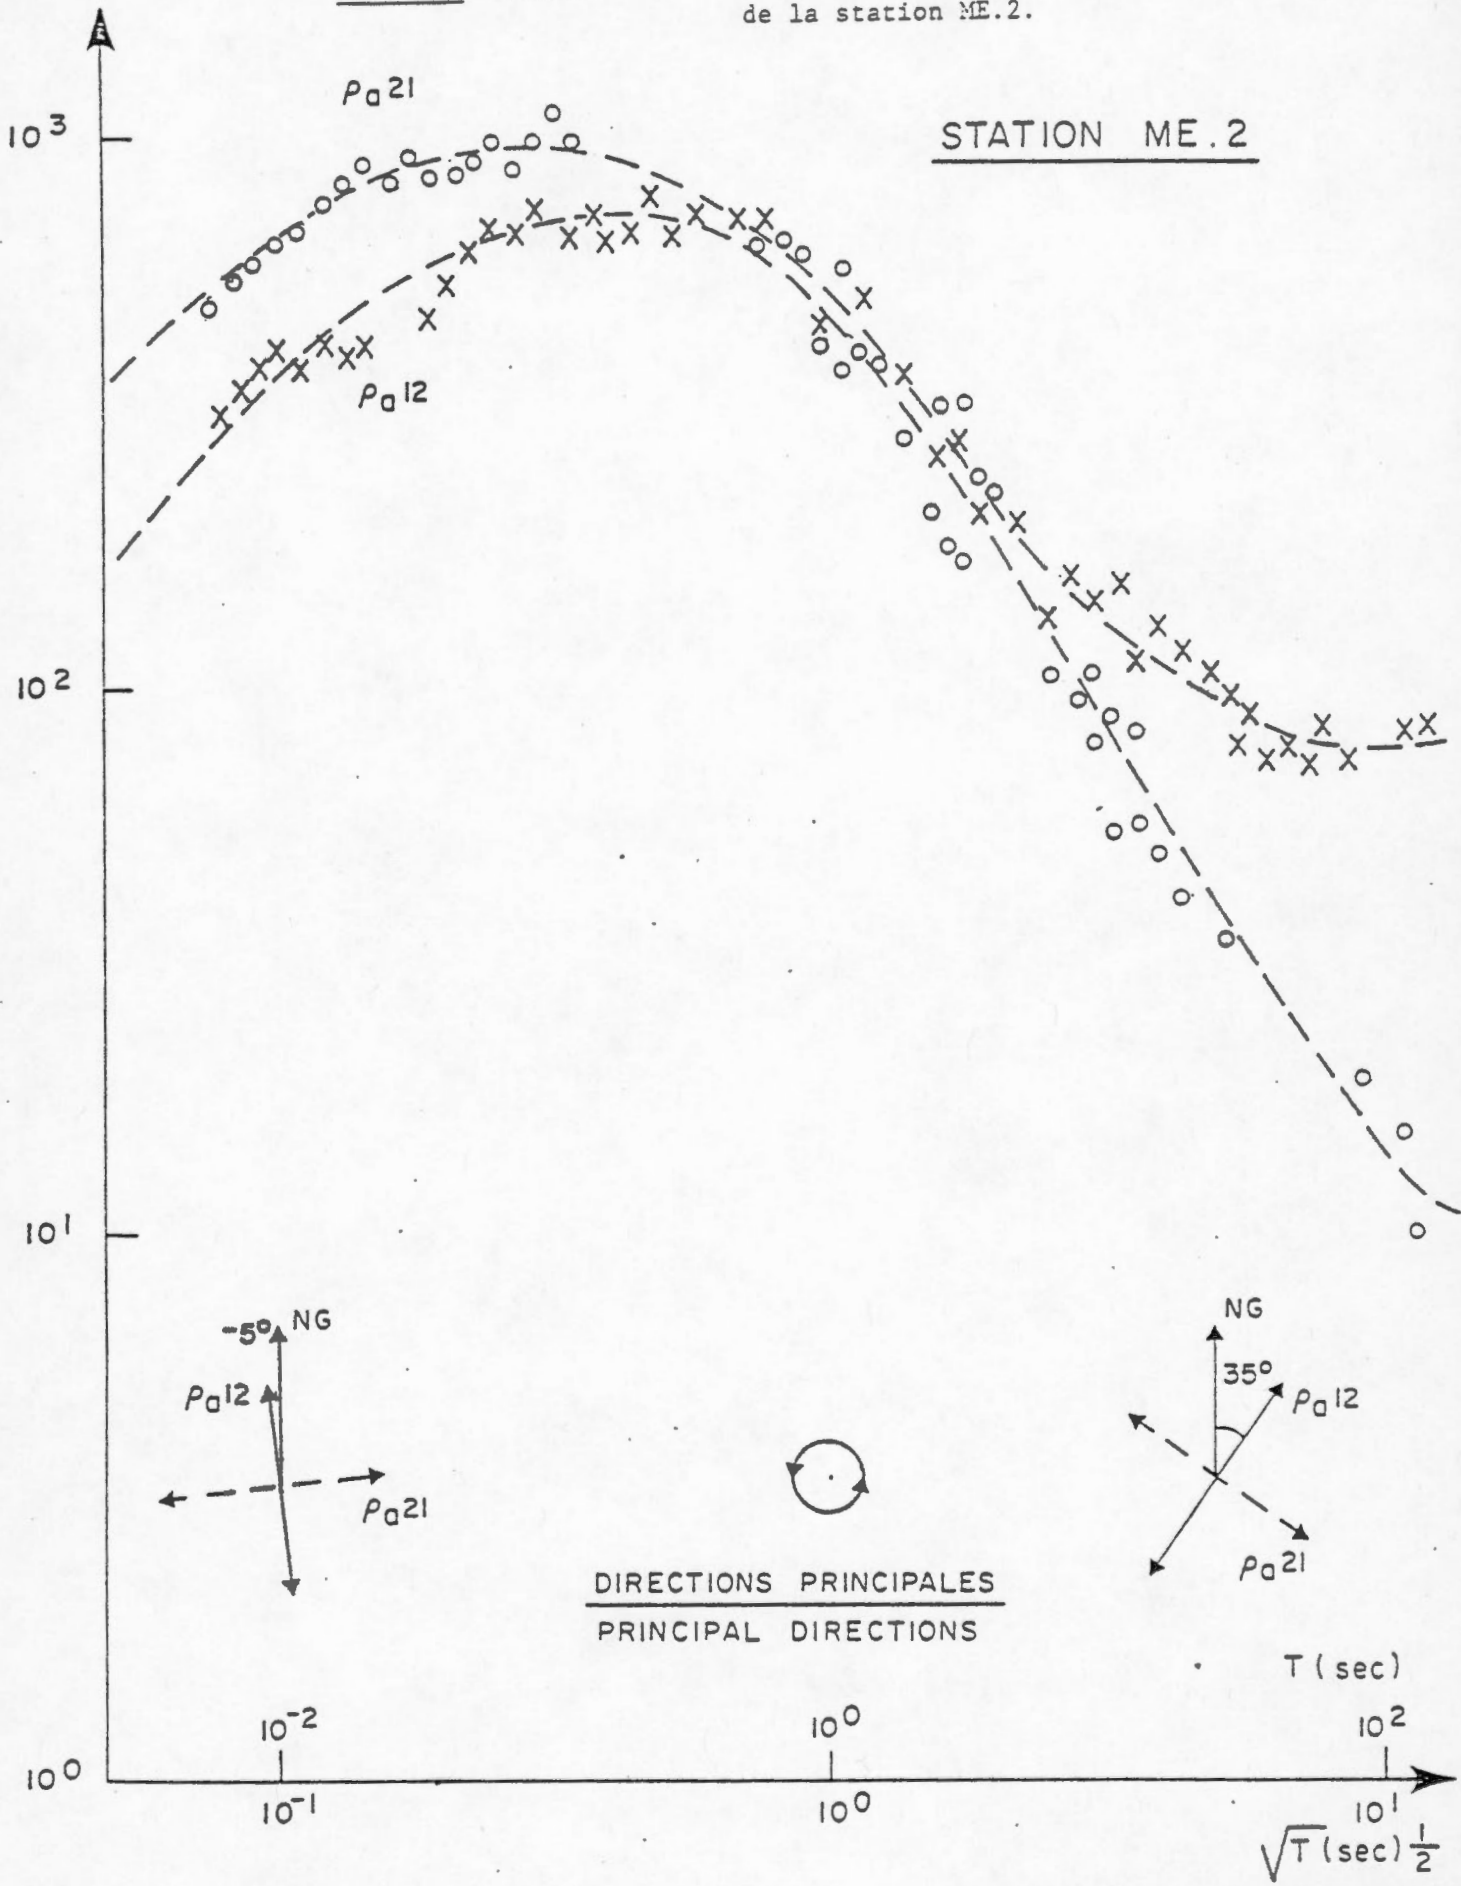 de la station ME.2.
ρa21
10³
STATION ME.2
ρa12
10²
10¹
-5° NG
ρa12
ρa21
NG
35°
ρa12
ρa21
DIRECTIONS PRINCIPALES
PRINCIPAL DIRECTIONS
T (sec)
10⁻² 10⁰ 10²
10⁰
10⁻¹ 10⁰ 10¹
√T (sec) 1/2